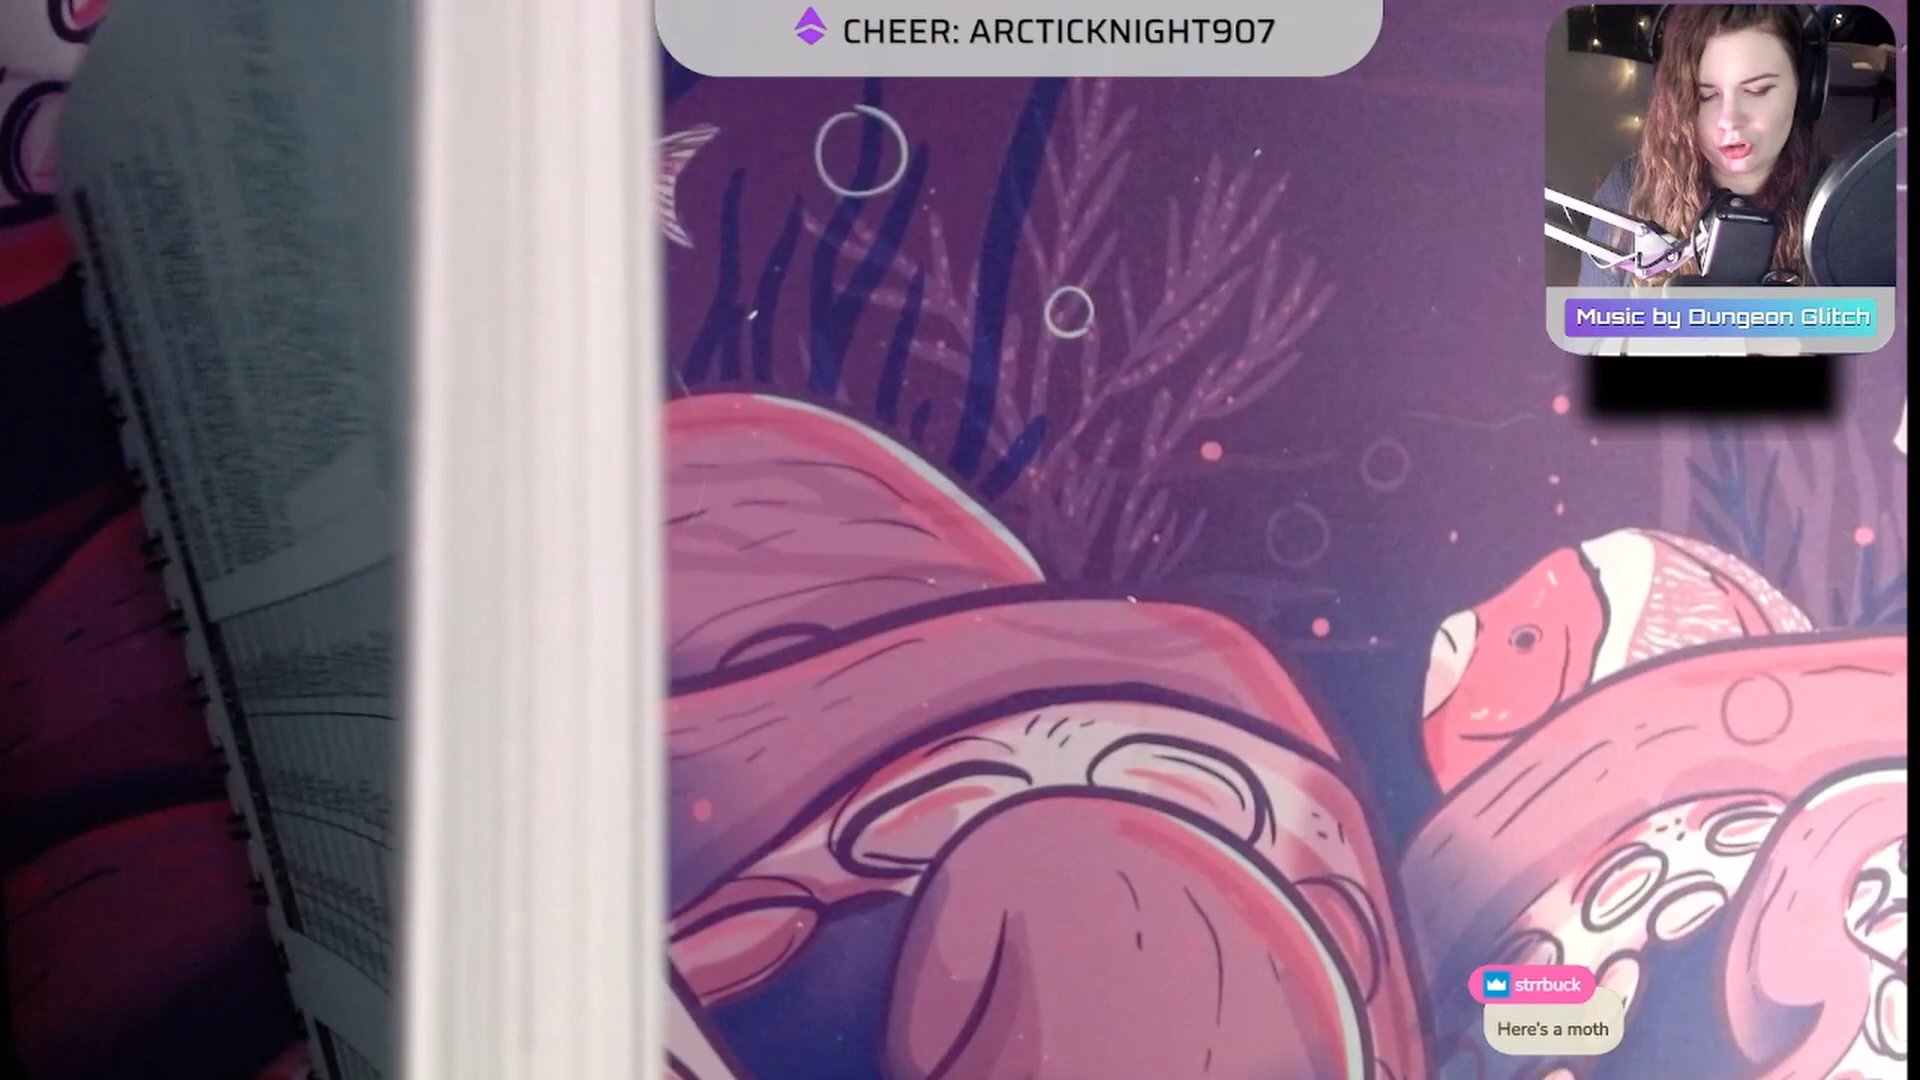 CHEER: ARCTICKNIGHT907
Music by Dungeon Glitch
strrbuck
Here's a moth